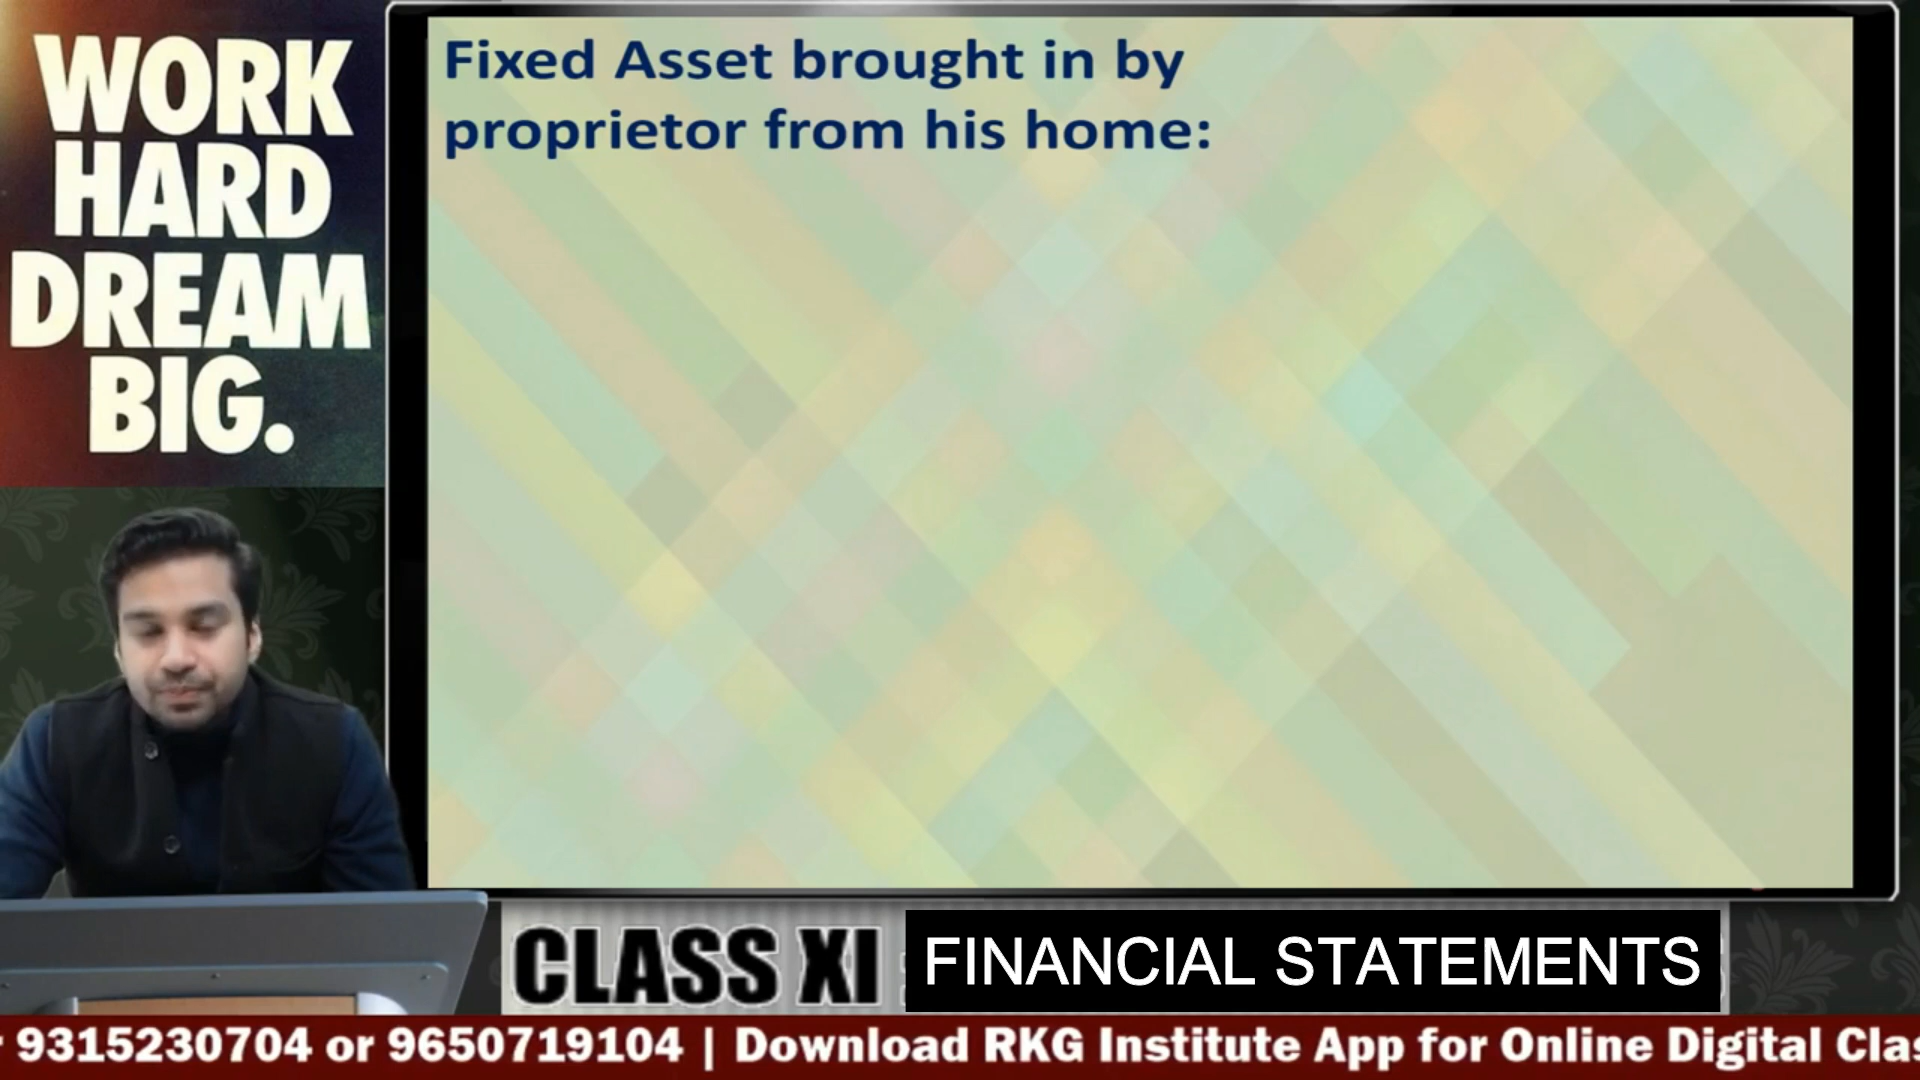 WORK
HARD
DREAM
BIG.
Fixed Asset brought in by
proprietor from his home:
CLASS XI
FINANCIAL STATEMENTS
9315230704 or 9650719104 | Download RKG Institute App for Online Digital